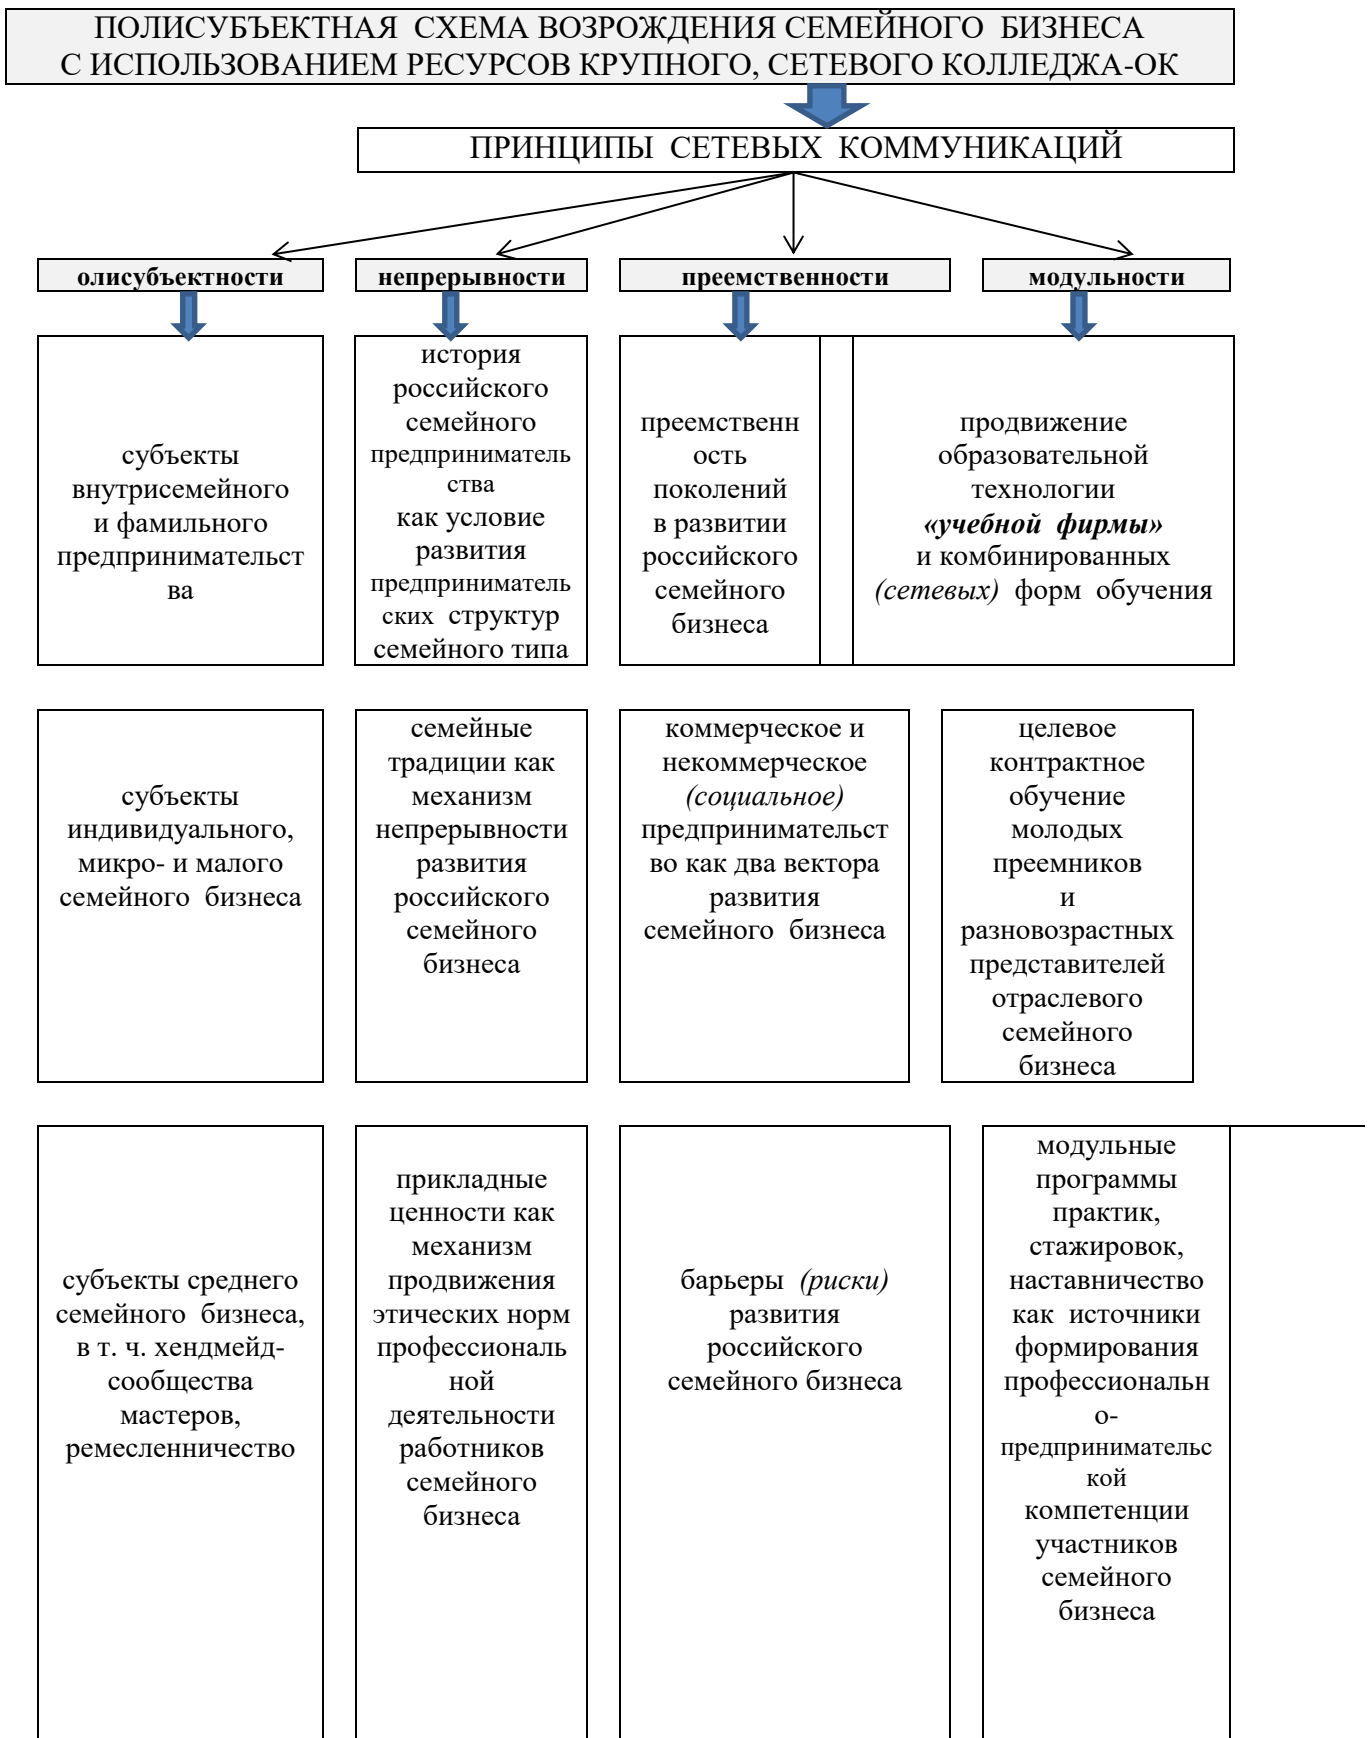 ПОЛИСУБЪЕКТНАЯ СХЕМА ВОЗРОЖДЕНИЯ СЕМЕЙНОГО БИЗНЕСА
С ИСПОЛЬЗОВАНИЕМ РЕСУРСОВ КРУПНОГО, СЕТЕВОГО КОЛЛЕДЖА-ОК
ПРИНЦИПЫ СЕТЕВЫХ КОММУНИКАЦИЙ
олисубъектности
непрерывности
преемственности
модульности
субъекты
внутрисемейного
и фамильного
предпринимательст
ва
история
российского
семейного
предприниматель
ства
как условие
развития
предприниматель
ских структур
семейного типа
преемственн
ость
поколений
в развитии
российского
семейного
бизнеса
продвижение
образовательной
технологии
«учебной фирмы»
и комбинированных
(сетевых) форм обучения
субъекты
индивидуального,
микро- и малого
семейного бизнеса
семейные
традиции как
механизм
непрерывности
развития
российского
семейного
бизнеса
коммерческое и
некоммерческое
(социальное)
предпринимательст
во как два вектора
развития
семейного бизнеса
целевое
контрактное
обучение
молодых
преемников
и
разновозрастных
представителей
отраслевого
семейного
бизнеса
субъекты среднего
семейного бизнеса,
в т. ч. хендмейд-
сообщества
мастеров,
ремесленничество
прикладные
ценности как
механизм
продвижения
этических норм
профессиональ
ной
деятельности
работников
семейного
бизнеса
барьеры (риски)
развития
российского
семейного бизнеса
модульные
программы
практик,
стажировок,
наставничество
как источники
формирования
профессиональн
о-
предпринимательс
кой
компетенции
участников
семейного
бизнеса